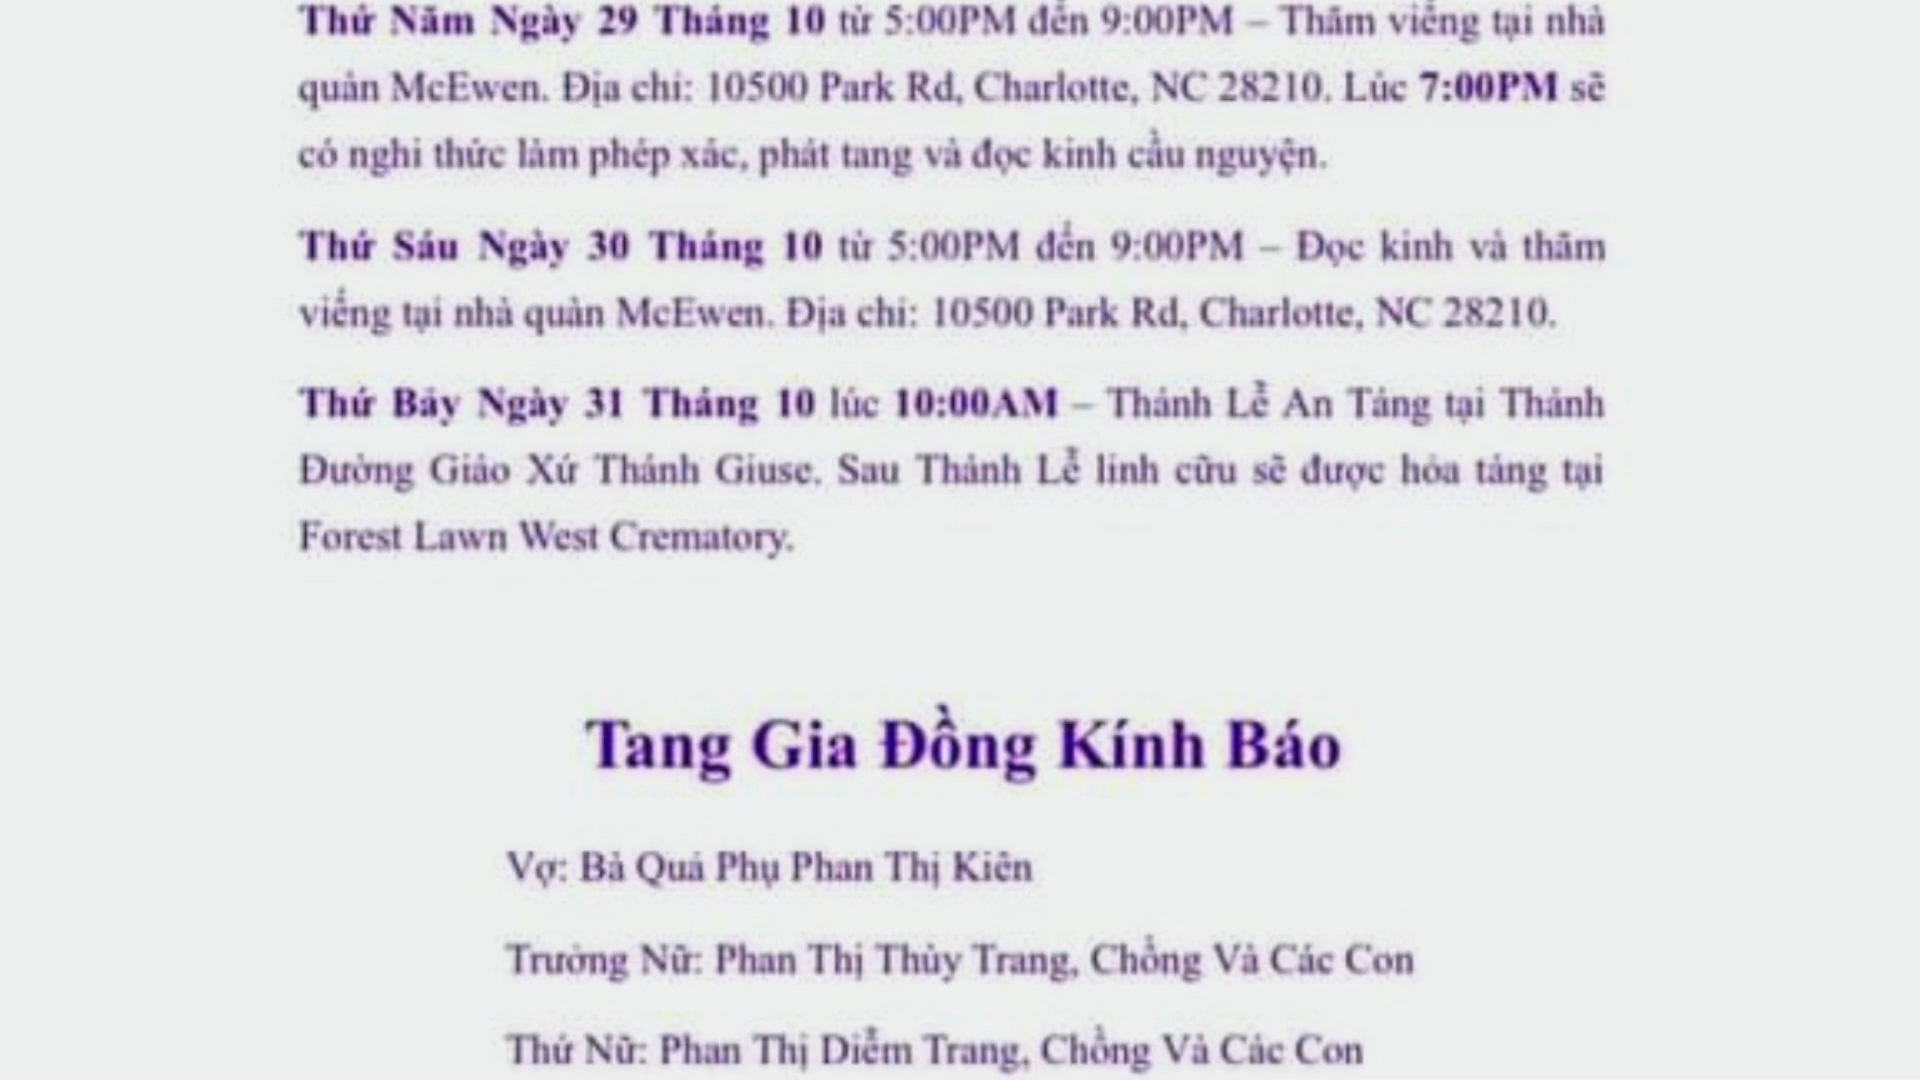 Thứ Năm Ngày 29 Tháng 10 từ 5:00PM đến 9:00PM – Thăm viếng tại nhà
quàn McEwen. Địa chỉ: 10500 Park Rd, Charlotte, NC 28210. Lúc 7:00PM sẽ
có nghi thức làm phép xác, phát tang và đọc kinh cầu nguyện.
Thứ Sáu Ngày 30 Tháng 10 từ 5:00PM đến 9:00PM – Đọc kinh và thăm
viếng tại nhà quàn McEwen. Địa chỉ: 10500 Park Rd, Charlotte, NC 28210.
Thứ Bảy Ngày 31 Tháng 10 lúc 10:00AM – Thánh Lễ An Táng tại Thánh
Đường Giáo Xứ Thánh Giuse. Sau Thánh Lễ linh cữu sẽ được hỏa táng tại
Forest Lawn West Crematory.
Tang Gia Đồng Kính Báo
Vợ: Bà Quả Phụ Phan Thị Kiên
Trưởng Nữ: Phan Thị Thùy Trang, Chồng Và Các Con
Thứ Nữ: Phan Thị Diễm Trang, Chồng Và Các Con